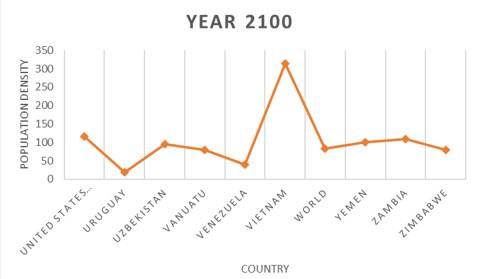 YEAR 2100
POPULATION DENSITY
350
300
250
200
150
100
50
0
UNITED STATES...
URUGUAY
UZBEKISTAN
VANUATU
VENEZUELA
VIETNAM
WORLD
YEMEN
ZAMBIA
ZIMBABWE
COUNTRY